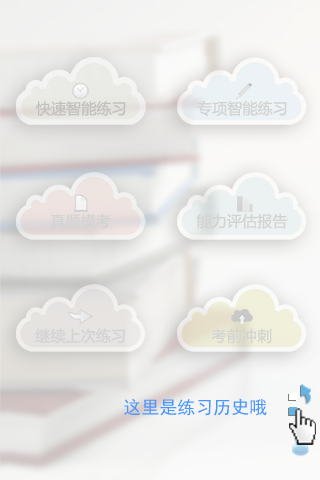 快速智能练习
专项智能练习
真题模考
能力评估报告
继续上次练习
考前冲刺
这里是练习历史哦